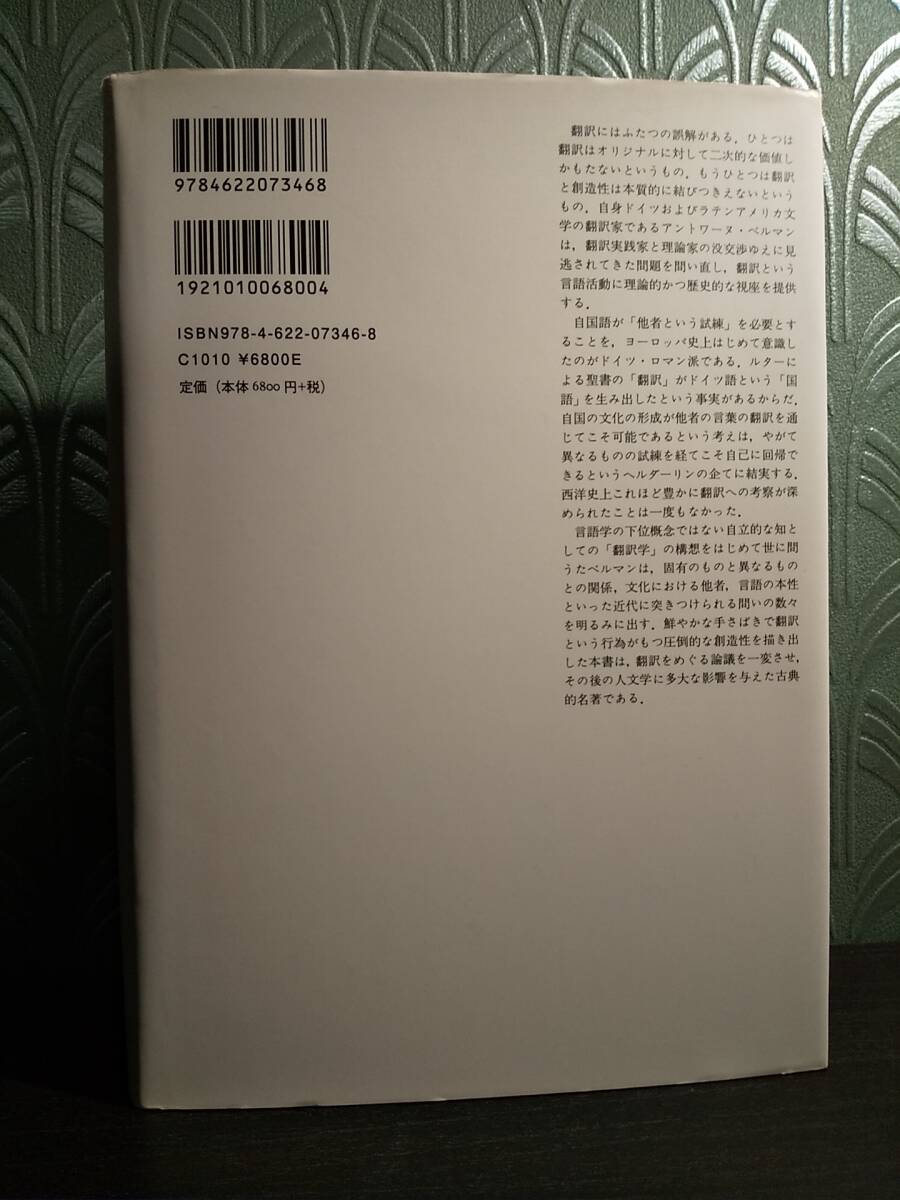 9784622073468
1921010068004
ISBN978-4-622-07346-8
C1010 ¥6800E
定価（本体6800円+税）
翻訳にはふたつの誤解がある．ひとつは
翻訳はオリジナルに対して二次的な価値し
かもたないというもの．もうひとつは翻訳
と創造性は本質的に結びつきえないという
もの．自身ドイツおよびラテンアメリカ文
学の翻訳家であるアントワーヌ・ベルマン
は，翻訳実践家と理論家の没交渉ゆえに見
逃されてきた問題を問い直し，翻訳という
言語活動に理論的かつ歴史的な視座を提供
する．
自国語が「他者という試練」を必要とす
ることを，ヨーロッパ史上はじめて意識し
たのがドイツ・ロマン派である．ルターに
よる聖書の「翻訳」がドイツ語という「国
語」を生み出したという事実があるからだ．
自国の文化の形成が他者の言葉の翻訳を通
じてこそ可能であるという考えは，やがて
異なるものの試練を経てこそ自己に回帰で
きるというヘルダーリンの企てに結実する．
西洋史上これほど豊かに翻訳への考察が深
められたことは一度もなかった．
言語学の下位概念ではない自立的な知と
しての「翻訳学」の構想をはじめて世に問
うたベルマンは，固有のものと異なるもの
との関係，文化における他者，言語の本性
といった近代に突きつけられる問いの数々
を明るみに出す．鮮やかな手さばきで翻訳
という行為がもつ圧倒的な創造性を描き出
した本書は，翻訳をめぐる論議を一変させ，
その後の人文学に多大な影響を与えた古典
的名著である．